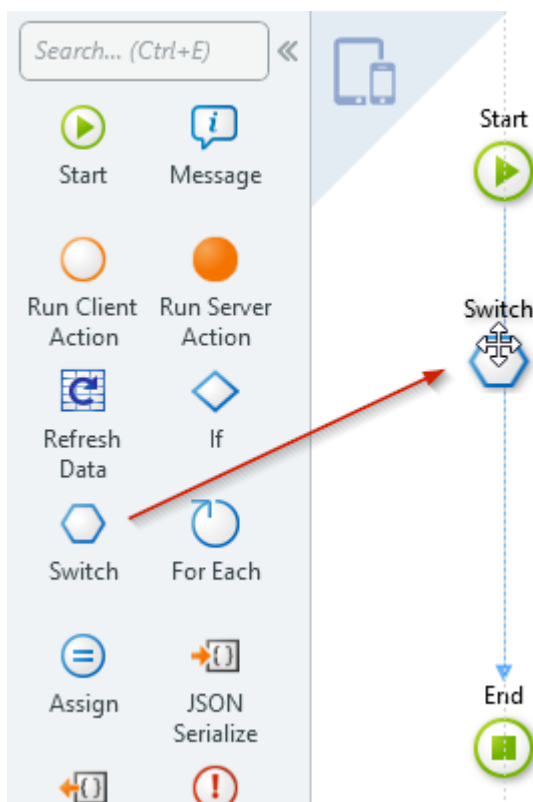 Search... (Ctrl+E)
Start
Message
Run Client
Action
Run Server
Action
Refresh
Data
If
Switch
For Each
Assign
JSON
Serialize
Start
Switch
End